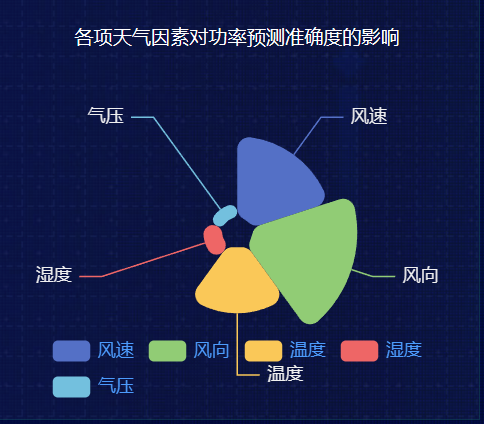 各项天气因素对功率预测准确度的影响
气压
风速
湿度
风向
温度
风速 风向 温度 湿度
气压